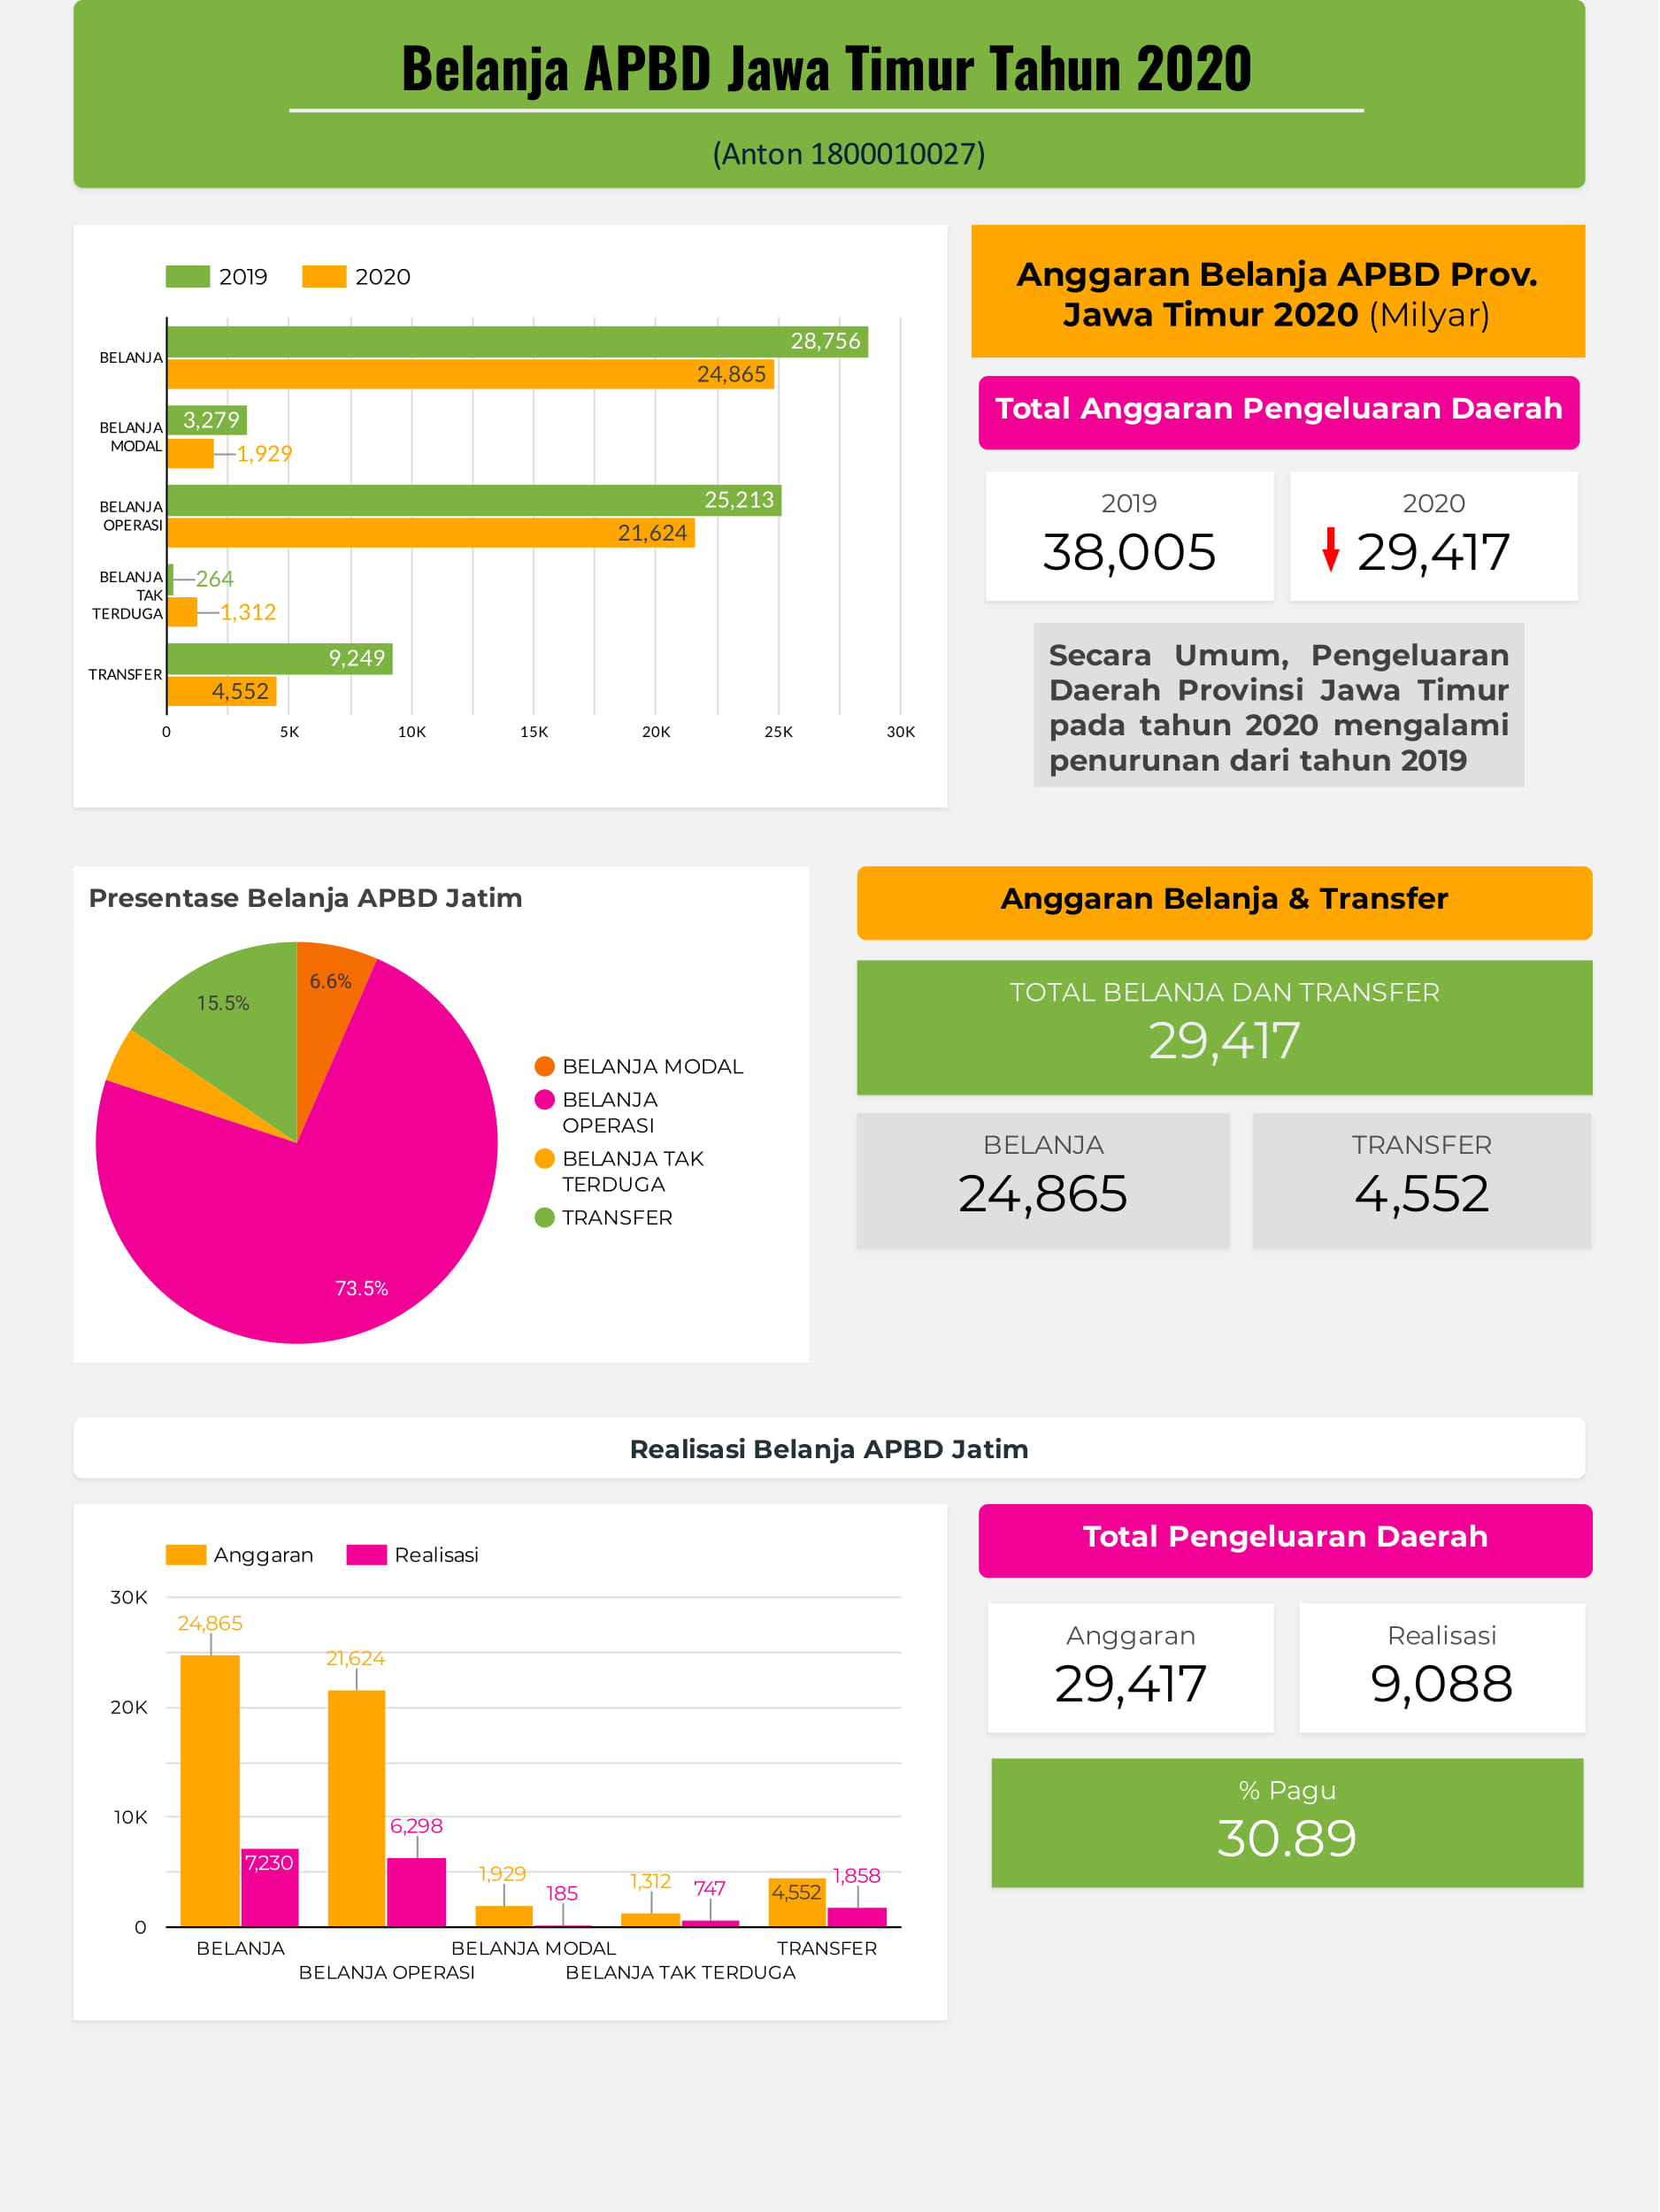 Belanja APBD Jawa Timur Tahun 2020
(Anton 1800010027)
2019
2020
BELANJA
28,756
24,865
BELANJA
MODAL
3,279
1,929
BELANJA
OPERASI
25,213
21,624
BELANJA
TAK
TERDUGA
264
1,312
TRANSFER
9,249
4,552
0
5K
10K
15K
20K
25K
30K
Anggaran Belanja APBD Prov.
Jawa Timur 2020 (Milyar)
Total Anggaran Pengeluaran Daerah
2019
38,005
2020
29,417
Secara Umum, Pengeluaran
Daerah Provinsi Jawa Timur
pada tahun 2020 mengalami
penurunan dari tahun 2019
Presentase Belanja APBD Jatim
6.6%
15.5%
73.5%
BELANJA MODAL
BELANJA
OPERASI
BELANJA TAK
TERDUGA
TRANSFER
Anggaran Belanja & Transfer
TOTAL BELANJA DAN TRANSFER
29,417
BELANJA
24,865
TRANSFER
4,552
Realisasi Belanja APBD Jatim
Anggaran
Realisasi
30K
20K
10K
0
24,865
7,230
21,624
6,298
1,929
185
1,312
747
4,552
1,858
BELANJA
BELANJA OPERASI
BELANJA MODAL
BELANJA TAK TERDUGA
TRANSFER
Total Pengeluaran Daerah
Anggaran
29,417
Realisasi
9,088
% Pagu
30.89